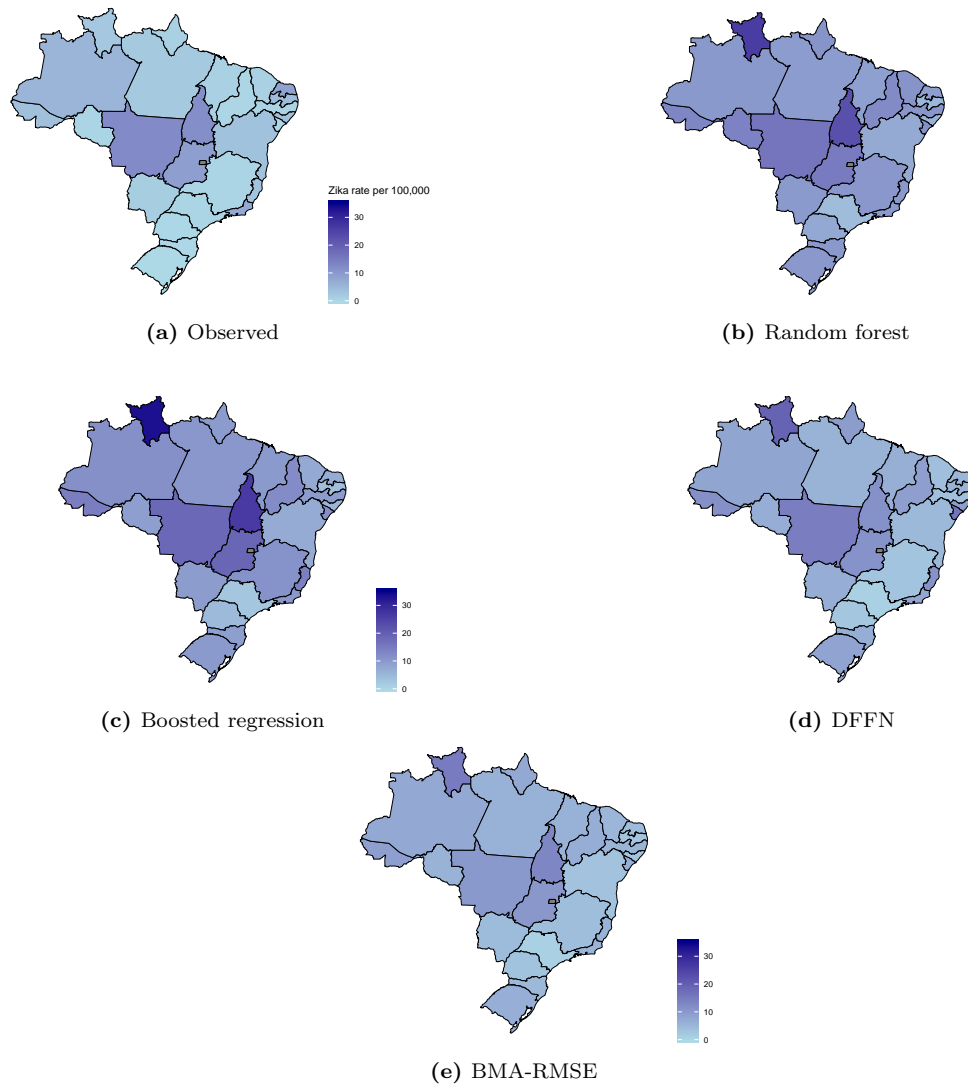 Zika rate per 100,000
30
20
10
0
(a) Observed
(b) Random forest
30
20
10
0
(c) Boosted regression
(d) DFFN
30
20
10
0
(e) BMA-RMSE